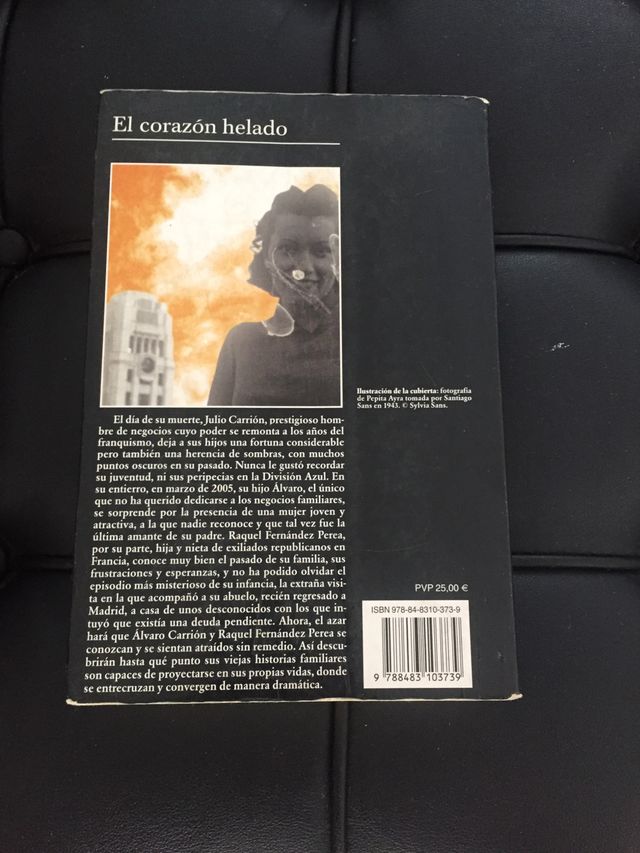 El corazón helado
Ilustración de la cubierta: fotografía
de Pepita Ayra tomada por Santiago
Sans en 1943. © Sylvia Sans.
El día de su muerte, Julio Carrión, prestigioso hom-
bre de negocios cuyo poder se remonta a los años del
franquismo, deja a sus hijos una fortuna considerable
pero también una herencia de sombras, con muchos
puntos oscuros en su pasado. Nunca le gustó recordar
su juventud, ni sus peripecias en la División Azul. En
su entierro, en marzo de 2005, su hijo Álvaro, el único
que no ha querido dedicarse a los negocios familiares,
se sorprende por la presencia de una mujer joven y
atractiva, a la que nadie reconoce y que tal vez fue la
última amante de su padre. Raquel Fernández Perea,
por su parte, hija y nieta de exiliados republicanos en
Francia, conoce muy bien el pasado de su familia, sus
frustraciones y esperanzas, y no ha podido olvidar el
episodio más misterioso de su infancia, la extraña visi-
ta en la que acompañó a su abuelo, recién regresado a
Madrid, a casa de unos desconocidos con los que in-
tuyó que existía una deuda pendiente. Ahora, el azar
hará que Álvaro Carrión y Raquel Fernández Perea se
conozcan y se sientan atraídos sin remedio. Así descu-
brirán hasta qué punto sus viejas historias familiares
son capaces de proyectarse en sus propias vidas, donde
se entrecruzan y convergen de manera dramática.
PVP 25,00 €
ISBN 978-84-8310-373-9
9 788483 103739